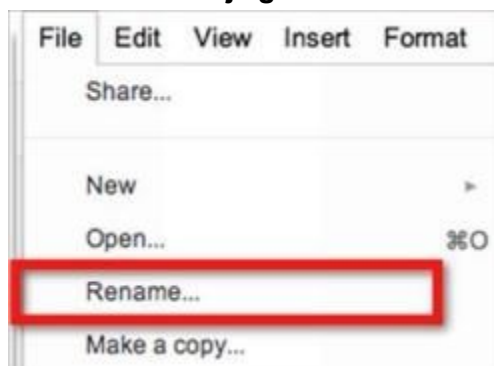 File Edit View Insert Format
Share...
New ►
Open... ⌘O
Rename...
Make a copy...